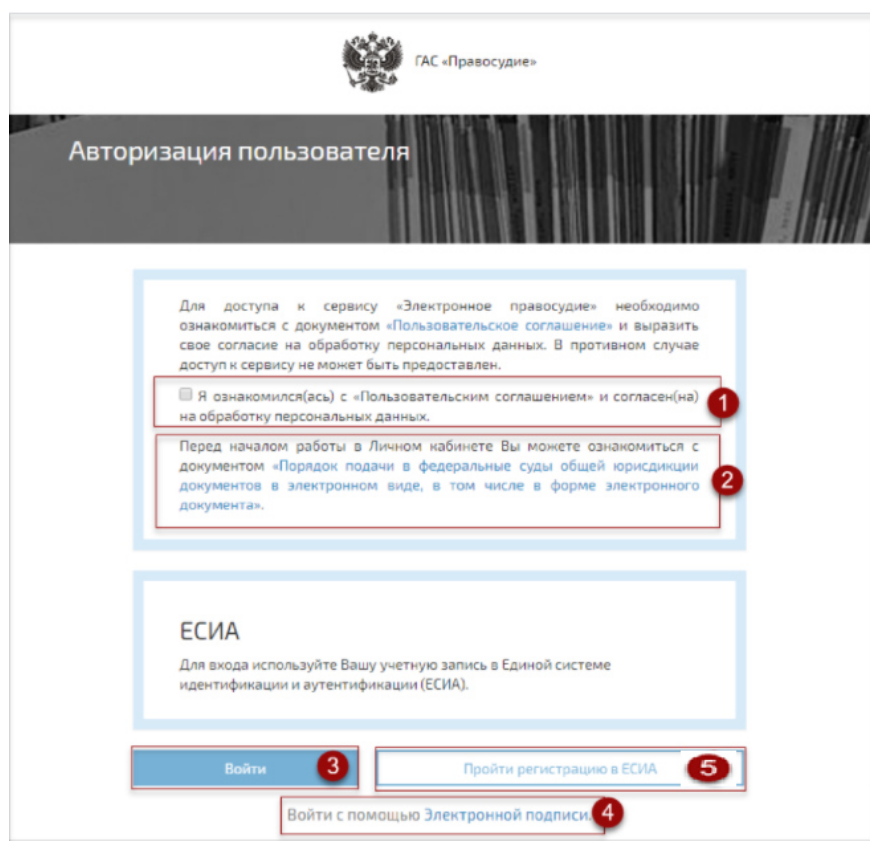 ГАС «Правосудие»
Авторизация пользователя
Для доступа к сервису «Электронное правосудие» необходимо
ознакомиться с документом «Пользовательское соглашение» и выразить
свое согласие на обработку персональных данных. В противном случае
доступ к сервису не может быть предоставлен.
Я ознакомился(ась) с «Пользовательским соглашением» и согласен(на)
на обработку персональных данных.
1
Перед началом работы в Личном кабинете Вы можете ознакомиться с
документом «Порядок подачи в федеральные суды общей юрисдикции
документов в электронном виде, в том числе в форме электронного
документа».
2
ЕСИА
Для входа используйте Вашу учетную запись в Единой системе
идентификации и аутентификации (ЕСИА).
Войти 3
Пройти регистрацию в ЕСИА 5
Войти с помощью Электронной подписи. 4